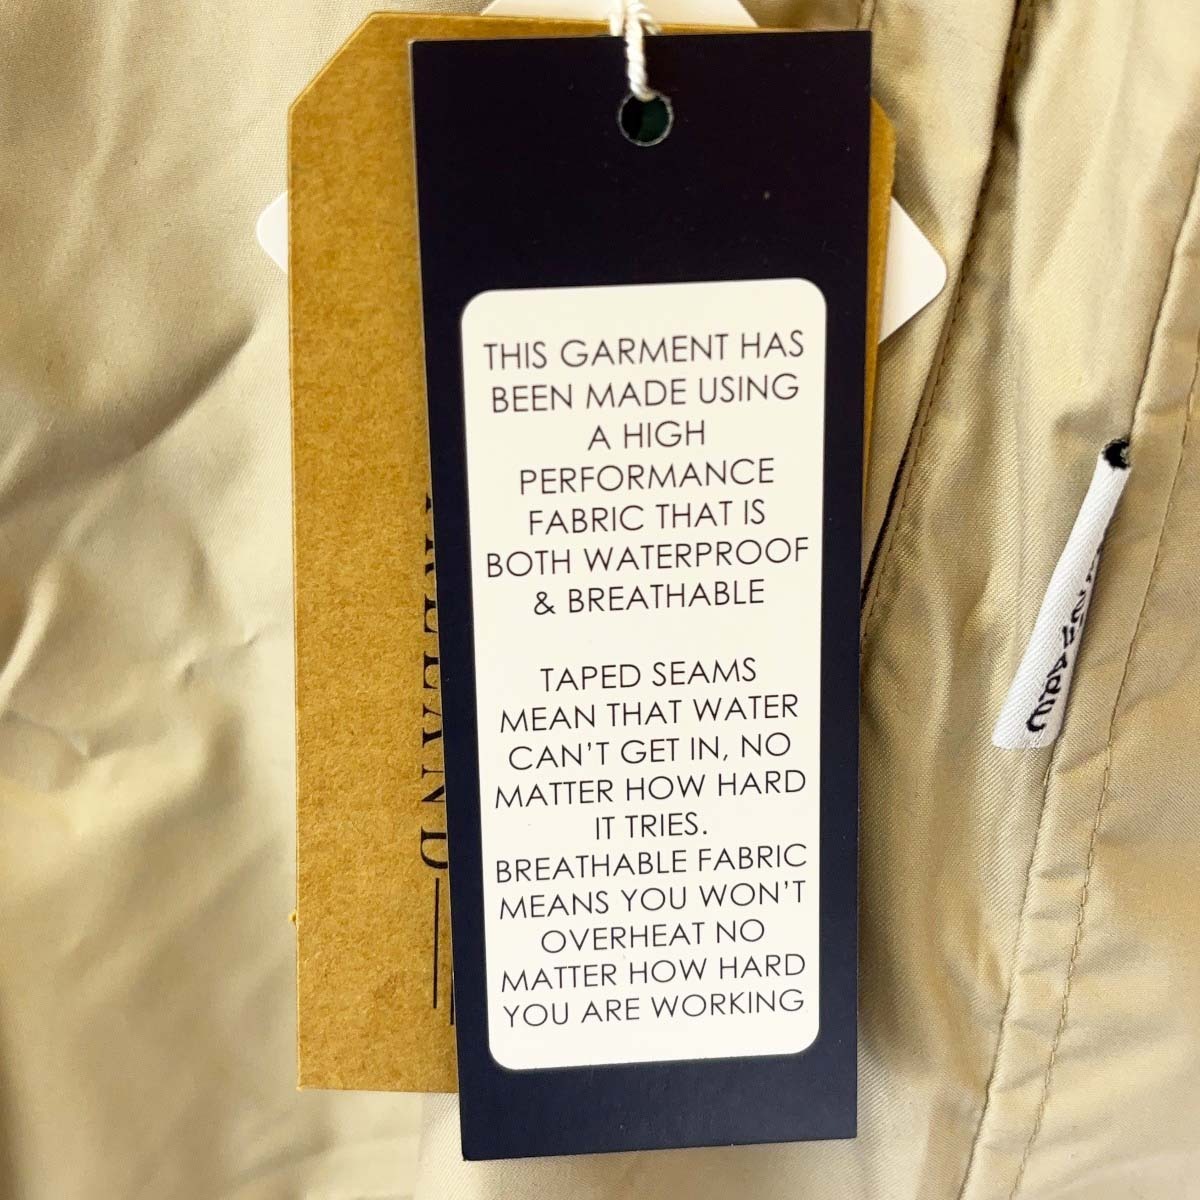 THIS GARMENT HAS
BEEN MADE USING
A HIGH
PERFORMANCE
FABRIC THAT IS
BOTH WATERPROOF
& BREATHABLE
TAPED SEAMS
MEAN THAT WATER
CAN'T GET IN, NO
MATTER HOW HARD
IT TRIES.
BREATHABLE FABRIC
MEANS YOU WON'T
OVERHEAT NO
MATTER HOW HARD
YOU ARE WORKING